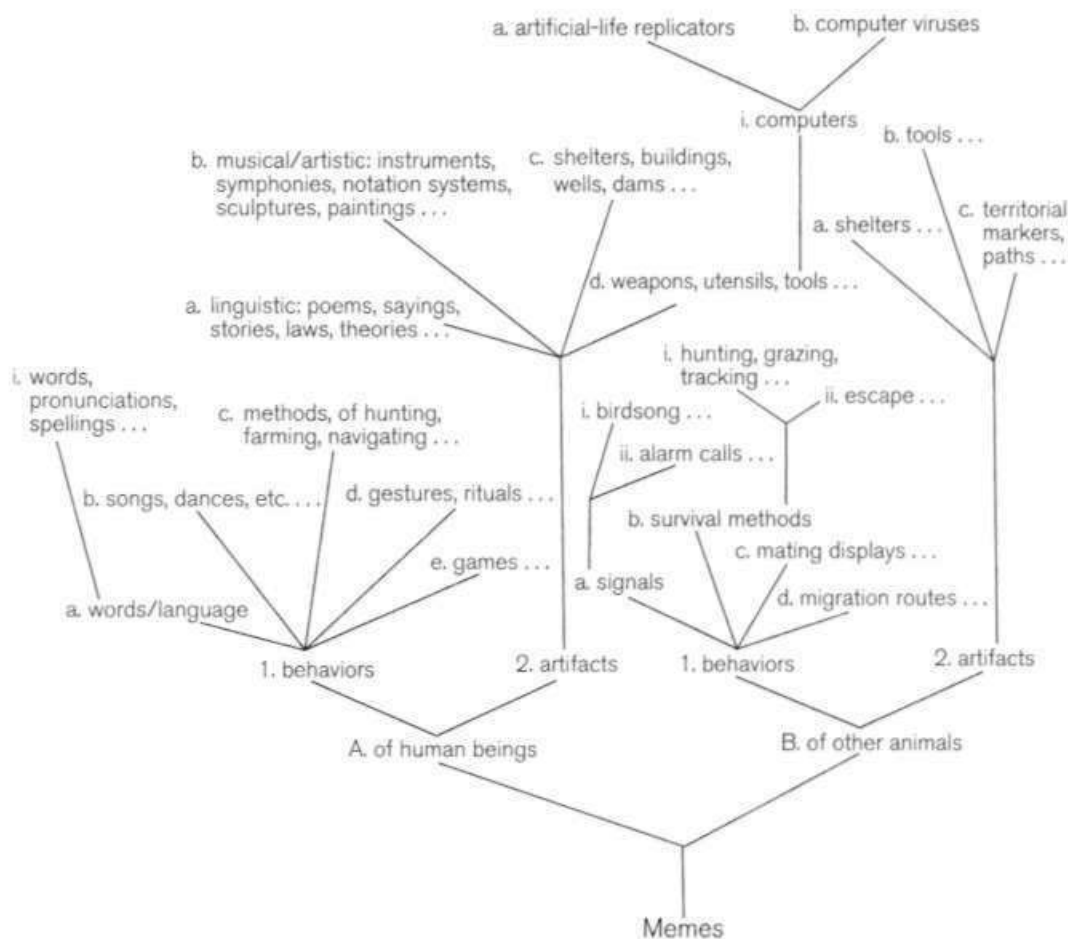 a. artificial-life replicators
b. computer viruses
i. computers
b. tools ...
b. musical/artistic: instruments,
symphonies, notation systems,
sculptures, paintings ...
c. shelters, buildings,
wells, dams ...
a. shelters ...
c. territorial
markers,
paths ...
d. weapons, utensils, tools ...
a. linguistic: poems, sayings,
stories, laws, theories ...
i. words,
pronunciations,
spellings ...
c. methods, of hunting,
farming, navigating ...
i. hunting, grazing,
tracking ...
ii. escape ...
i. birdsong ...
ii. alarm calls ...
b. songs, dances, etc. ...
d. gestures, rituals ...
b. survival methods
c. mating displays ...
e. games ...
a. signals
d. migration routes ...
a. words/language
1. behaviors
2. artifacts
1. behaviors
2. artifacts
A. of human beings
B. of other animals
Memes